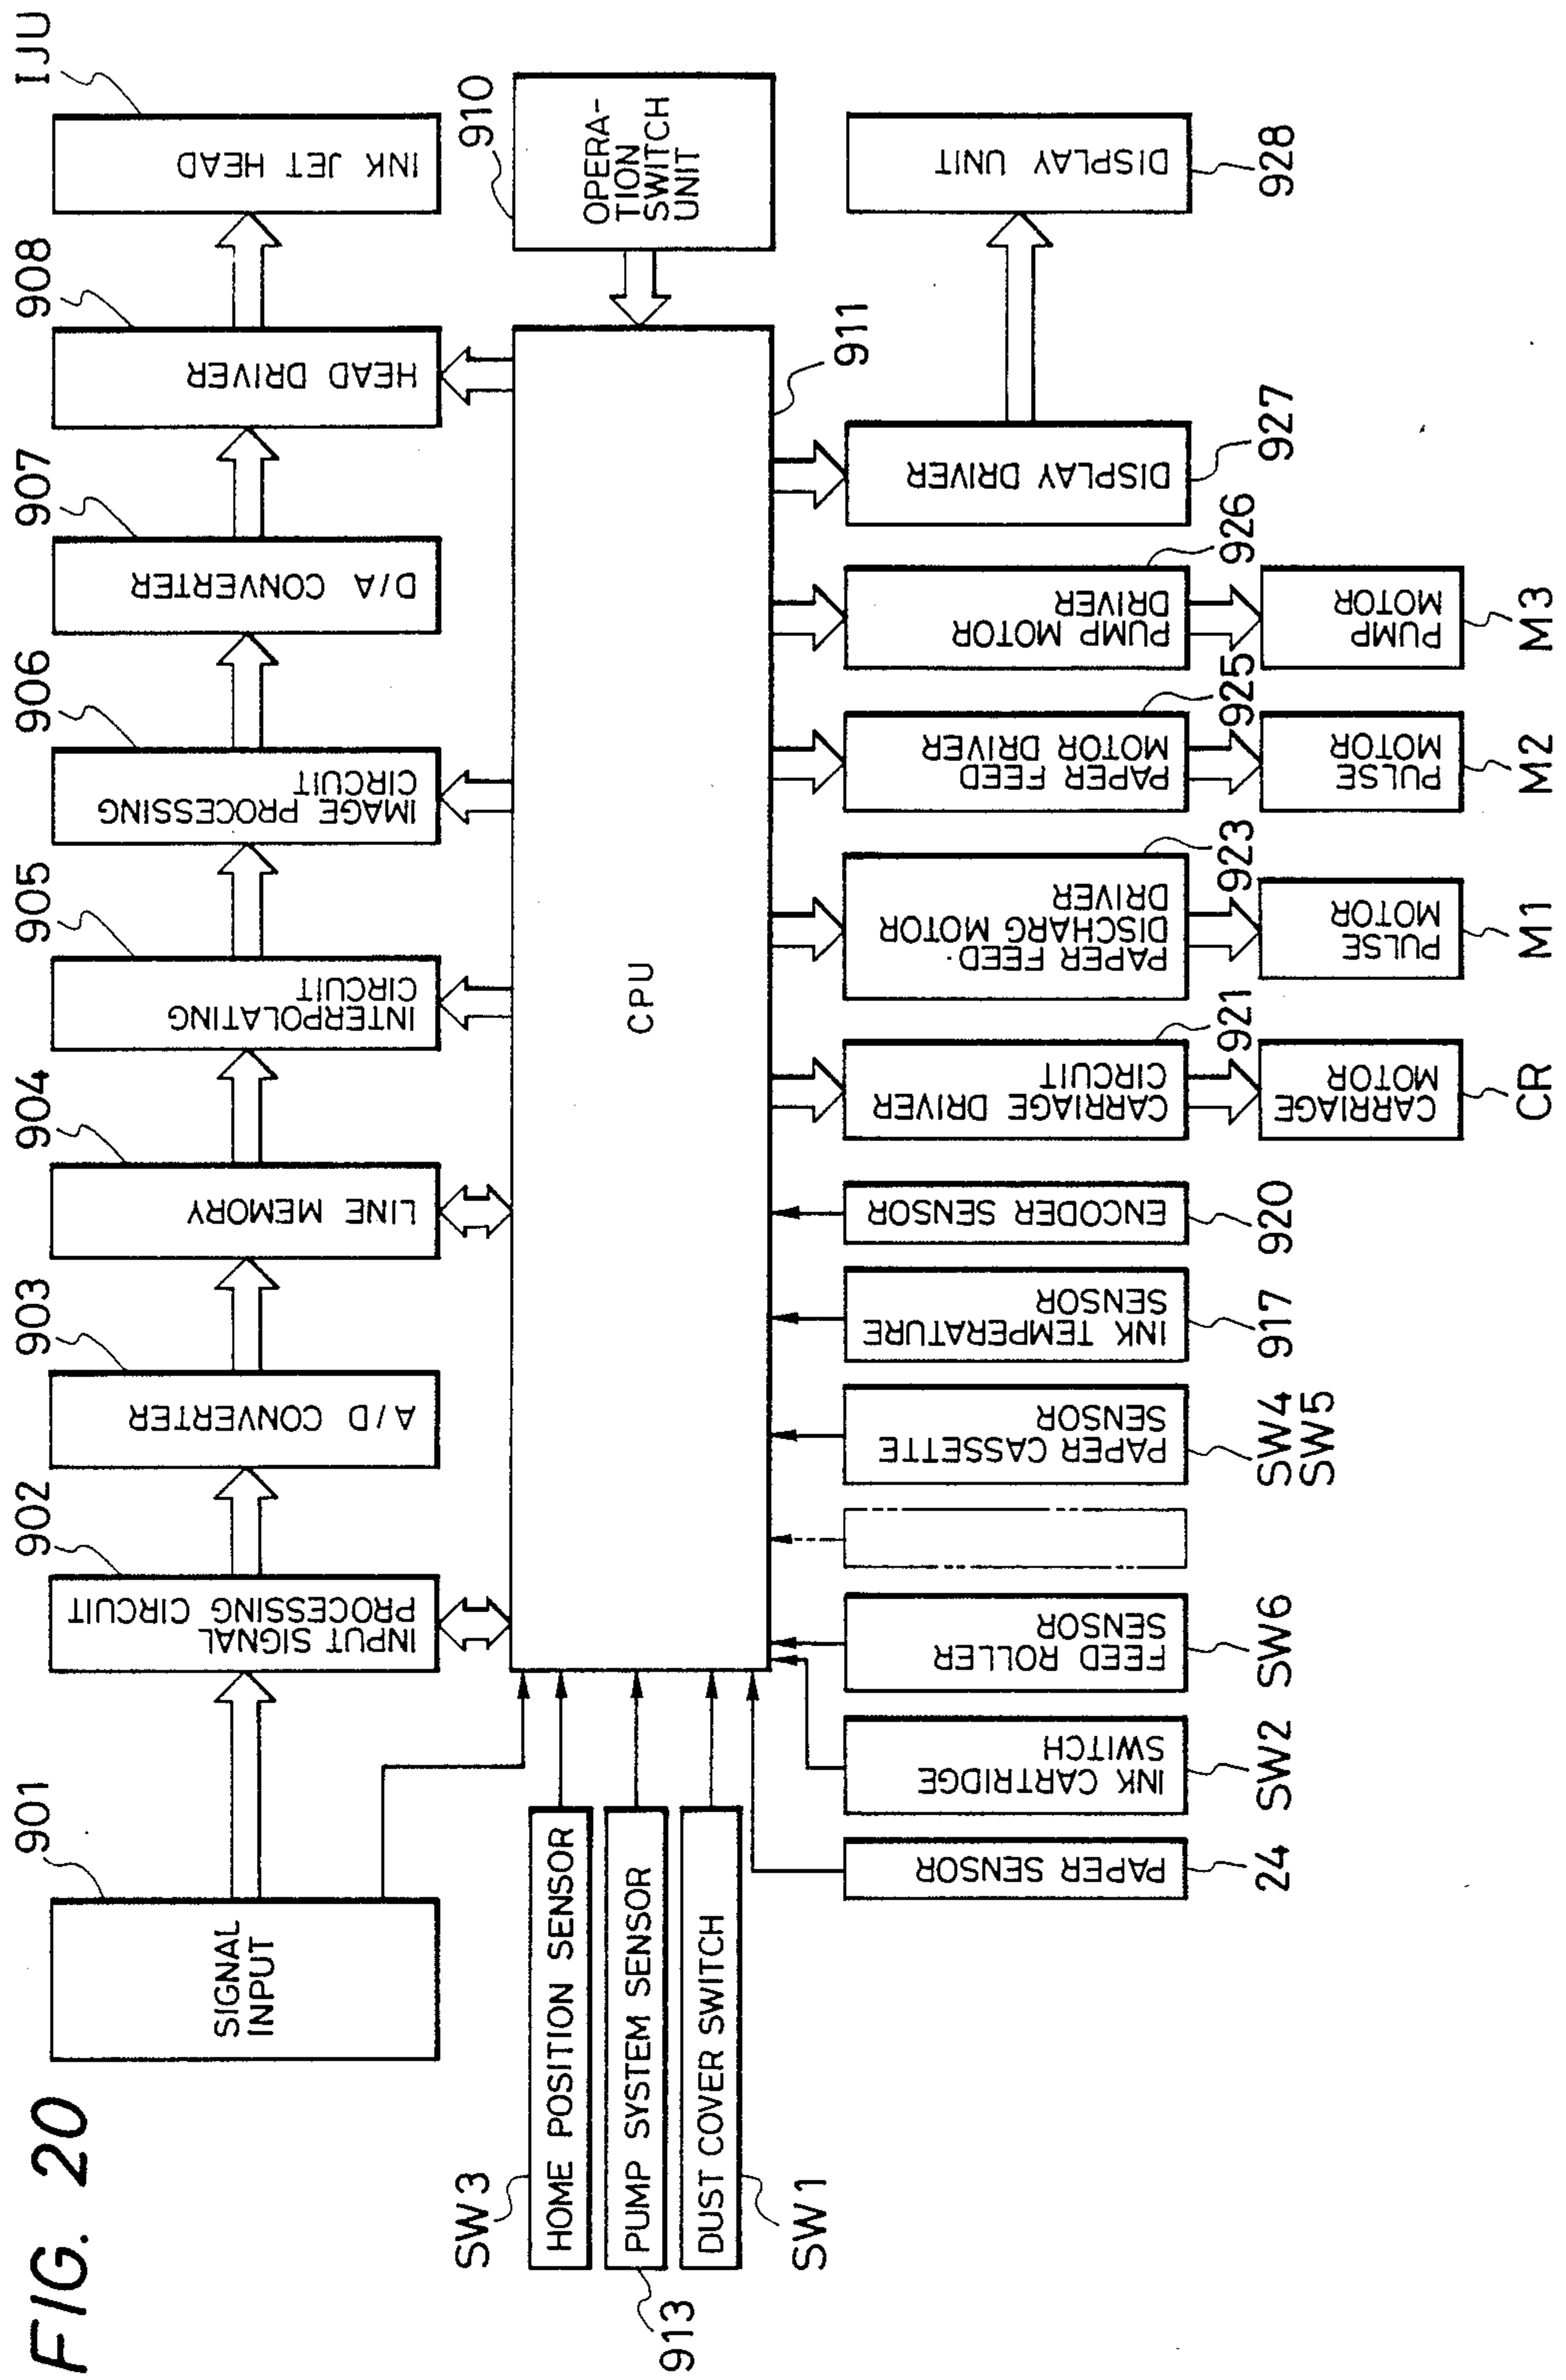 FIG. 20
901
902
903
904
905
906
907
908
IJU
SIGNAL
INPUT
INPUT SIGNAL
PROCESSING CIRCUIT
A/D CONVERTER
LINE MEMORY
INTERPOLATING
CIRCUIT
IMAGE PROCESSING
CIRCUIT
D/A CONVERTER
HEAD DRIVER
INK JET HEAD
910
OPERA-
TION
SWITCH
UNIT
SW3
HOME POSITION SENSOR
PUMP SYSTEM SENSOR
913
DUST COVER SWITCH
SW1
CPU
911
PAPER SENSOR
24
INK CARTRIDGE
SWITCH
SW2
FEED ROLLER
SENSOR
SW6
PAPER CASSETTE
SENSOR
SW4
SW5
INK TEMPERATURE
SENSOR
917
ENCODER SENSOR
920
CARRIAGE DRIVER
CIRCUIT
921
PAPER FEED
DISCHARG MOTOR
DRIVER
923
PAPER FEED
MOTOR DRIVER
925
PUMP MOTOR
DRIVER
926
DISPLAY DRIVER
927
DISPLAY UNIT
928
CARRIAGE
MOTOR
CR
PULSE
MOTOR
M1
PULSE
MOTOR
M2
PUMP
MOTOR
M3